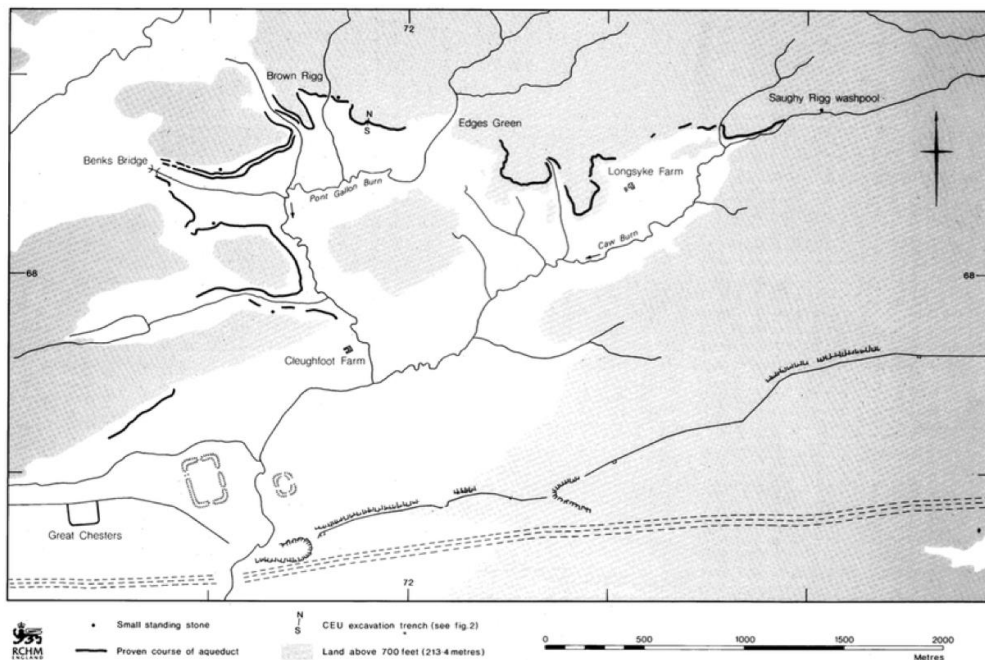 72
Brown Rigg
N
S
Edges Green
Saughy Rigg washpool
Benks Bridge
Longsyke Farm
Pont Gallon Burn
Caw Burn
68
68
Cleughfoot Farm
Great Chesters
72
RCHM
ENGLAND
Small standing stone
Proven course of aqueduct
N
S
CEU excavation trench (see fig.2)
Land above 700 feet (213·4 metres)
0
500
1000
1500
2000
Metres